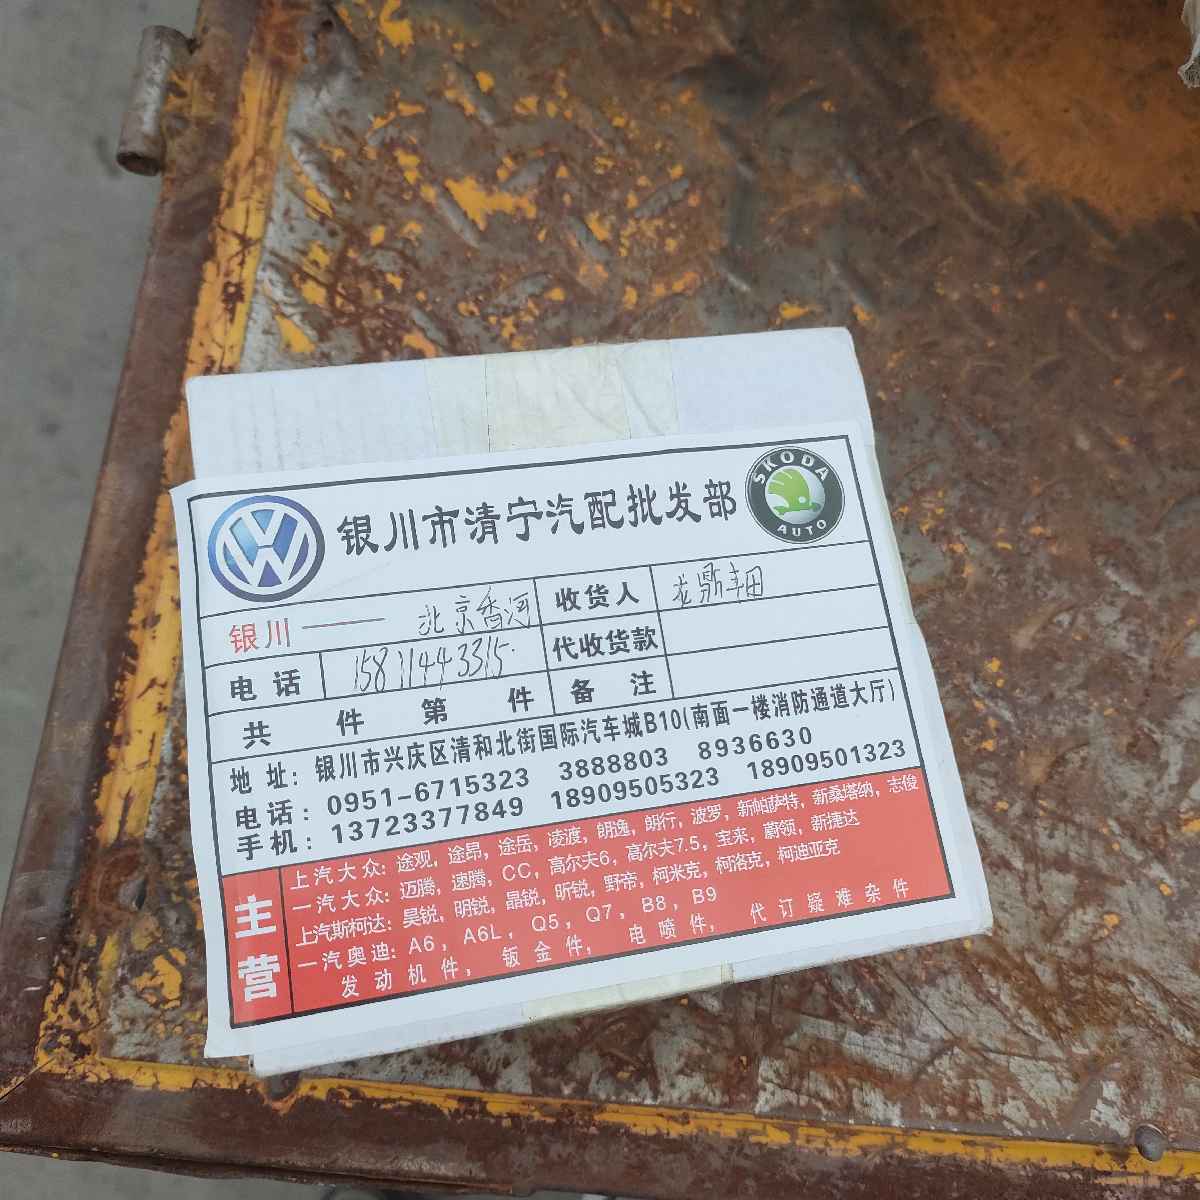 银川市清宁汽配批发部
SKODA
AUTO
银川——北京香河 收货人 龙鼎丰田
电话 15811443315 代收货款
共 件 第 件 备注
地址：银川市兴庆区清和北街国际汽车城B10(南面一楼消防通道大厅)
电话：0951-6715323 3888803 8936630
手机：13723377849 18909505323 18909501323
主营
上汽大众：途观，途昂，途岳，凌渡，朗逸，朗行，波罗，新帕萨特，新桑塔纳，志俊
一汽大众：迈腾，速腾，CC，高尔夫6，高尔夫7.5，宝来，蔚领，新捷达
上汽斯柯达：昊锐，明锐，晶锐，昕锐，野帝，柯米克，柯洛克，柯迪亚克
一汽奥迪：A6，A6L，Q5，Q7，B8，B9
发动机件，钣金件，电喷件，代订疑难杂件